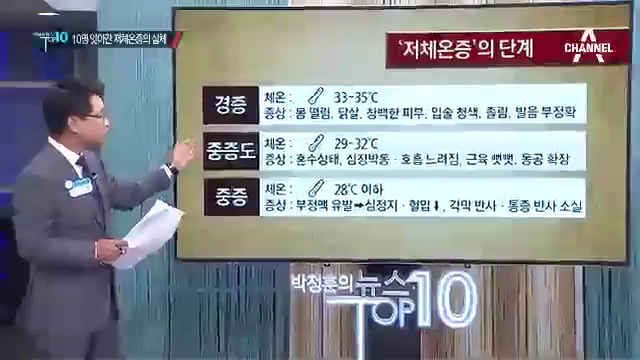 TOP10 10명 앗아간 저체온증의 실체
CHANNEL A
'저체온증'의 단계
경증
체온 : 33~35℃
증상 : 몸 떨림, 닭살, 창백한 피부, 입술 청색, 졸림, 발음 부정확
중증도
체온 : 29~32℃
증상 : 혼수상태, 심장박동·호흡 느려짐, 근육 뻣뻣, 동공 확장
중증
체온 : 28℃ 이하
증상 : 부정맥 유발➡심정지·혈압⬇, 각막 반사·통증 반사 소실
박정훈의 뉴스
TOP10